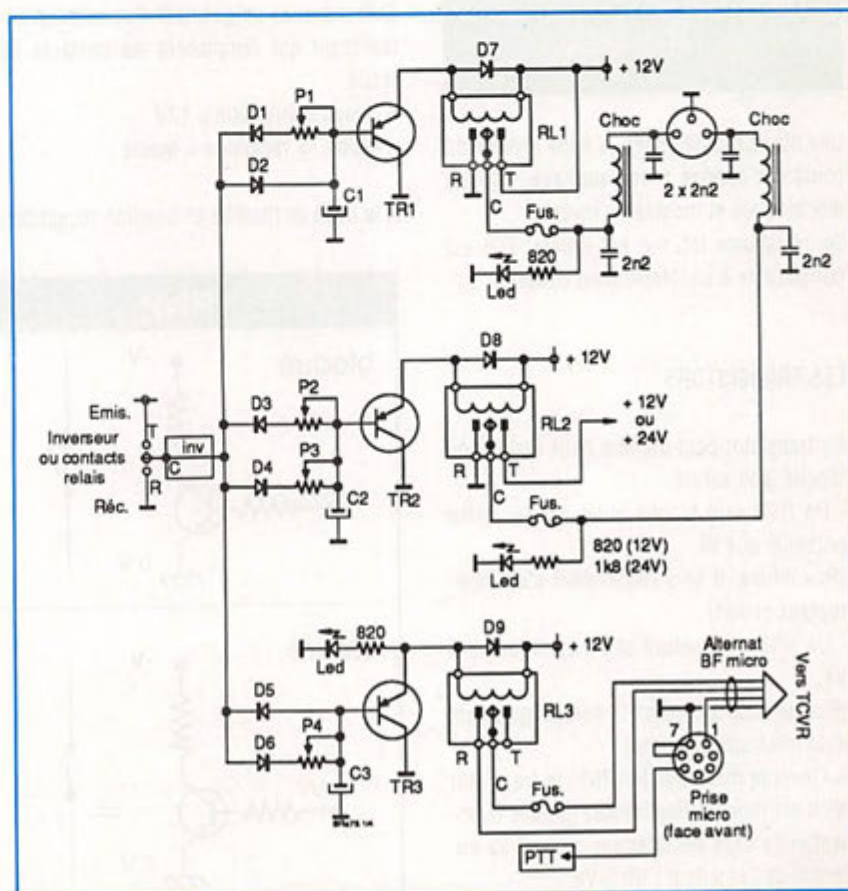 D7
+ 12V
D1
P1
Choc
Choc
RL1
D2
R
T
C
C1
TR1
Fus.
2 x 2n2
820
Led
2n2
2n2
D8
+ 12V
P2
D3
RL2
+ 12V
ou
+ 24V
Emis.
T
Inverseur
ou contacts
relais
inv
C
R
Réc.
P3
D4
R
T
C
C2
TR2
Fus.
820 (12V)
1k8 (24V)
Led
D9
820
+ 12V
Led
Alternat
BF micro
Vers TCVR
D5
RL3
P4
D6
R
T
C
7
1
C3
TR3
Fus.
Prise
micro
(face avant)
PTT